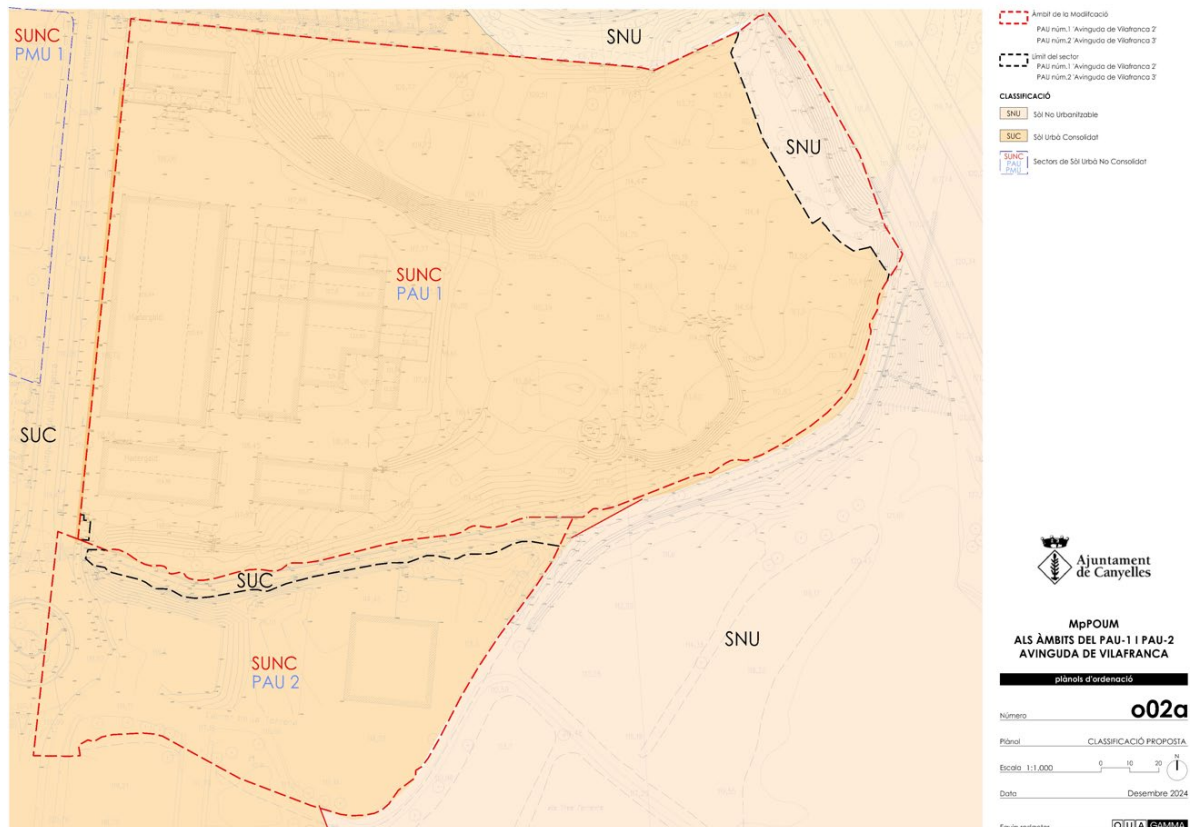 SUNC
PMU 1
SNU
SNU
SUNC
PAU 1
SUC
SUC
SUNC
PAU 2
SNU
Àmbit de la Modificació
PAU núm.1 'Avinguda de Vilafranca 2'
PAU núm.2 'Avinguda de Vilafranca 3'
Límit del sector
PAU núm.1 'Avinguda de Vilafranca 2'
PAU núm.2 'Avinguda de Vilafranca 3'
CLASSIFICACIÓ
SNU Sòl No Urbanitzable
SUC Sòl Urbà Consolidat
SUNC
PAU
PMU
Sectors de Sòl Urbà No Consolidat
Ajuntament
de Canyelles
MpPOUM
ALS ÀMBITS DEL PAU-1 I PAU-2
AVINGUDA DE VILAFRANCA
plànols d'ordenació
Número o02a
Plànol CLASSIFICACIÓ PROPOSTA
Escala 1:1.000 0 10 20 N
Data Desembre 2024
Equip redactor OUA GAMMA